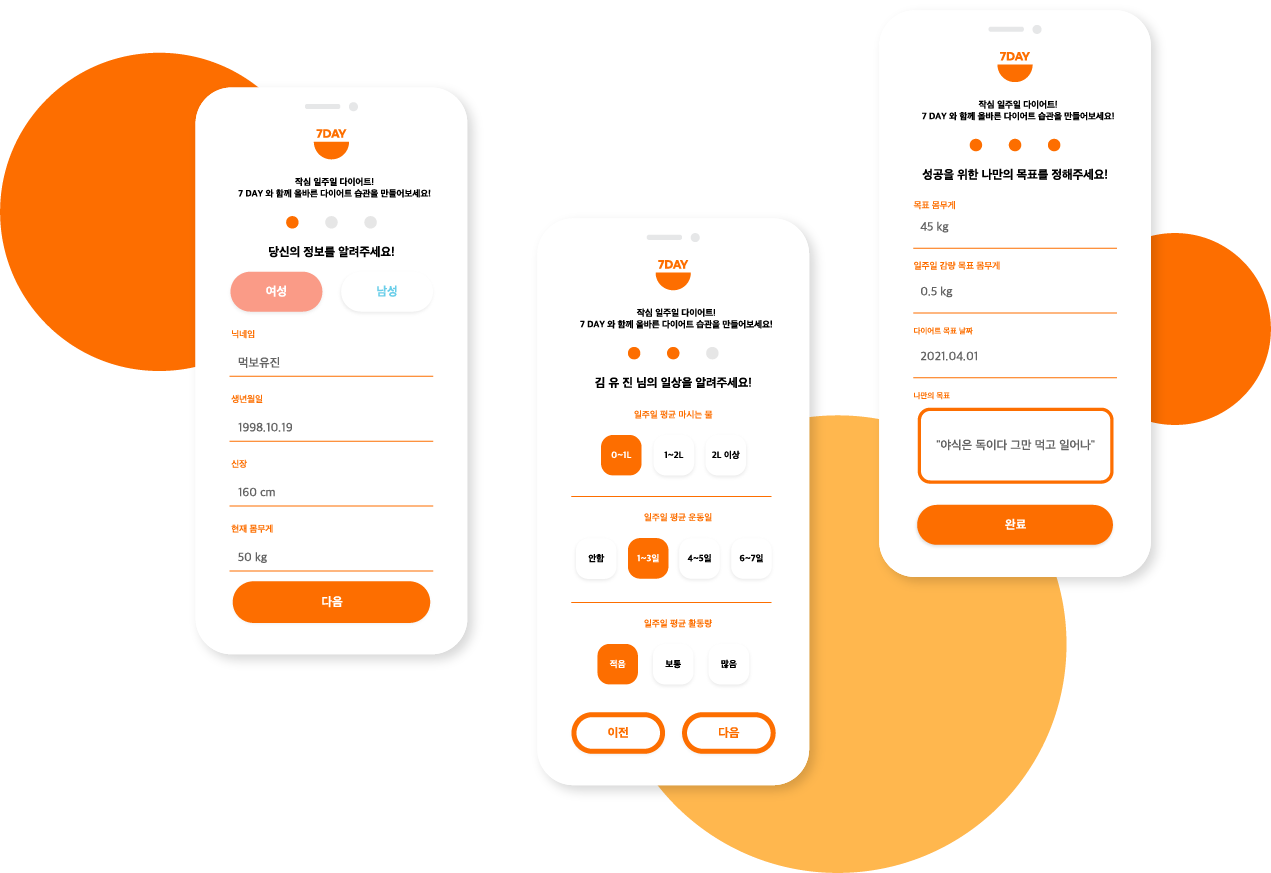 7DAY
작심 일주일 다이어트!
7 DAY 와 함께 올바른 다이어트 습관을 만들어보세요!
당신의 정보를 알려주세요!
여성
남성
닉네임
먹보유진
생년월일
1998.10.19
신장
160 cm
현재 몸무게
50 kg
다음
7DAY
작심 일주일 다이어트!
7 DAY 와 함께 올바른 다이어트 습관을 만들어보세요!
김 유 진 님의 일상을 알려주세요!
일주일 평균 마시는 물
0~1L
1~2L
2L 이상
일주일 평균 운동일
안함
1~3일
4~5일
6~7일
일주일 평균 활동량
적음
보통
많음
이전
다음
7DAY
작심 일주일 다이어트!
7 DAY 와 함께 올바른 다이어트 습관을 만들어보세요!
성공을 위한 나만의 목표를 정해주세요!
목표 몸무게
45 kg
일주일 감량 목표 몸무게
0.5 kg
다이어트 목표 날짜
2021.04.01
나만의 목표
"야식은 독이다 그만 먹고 일어나"
완료